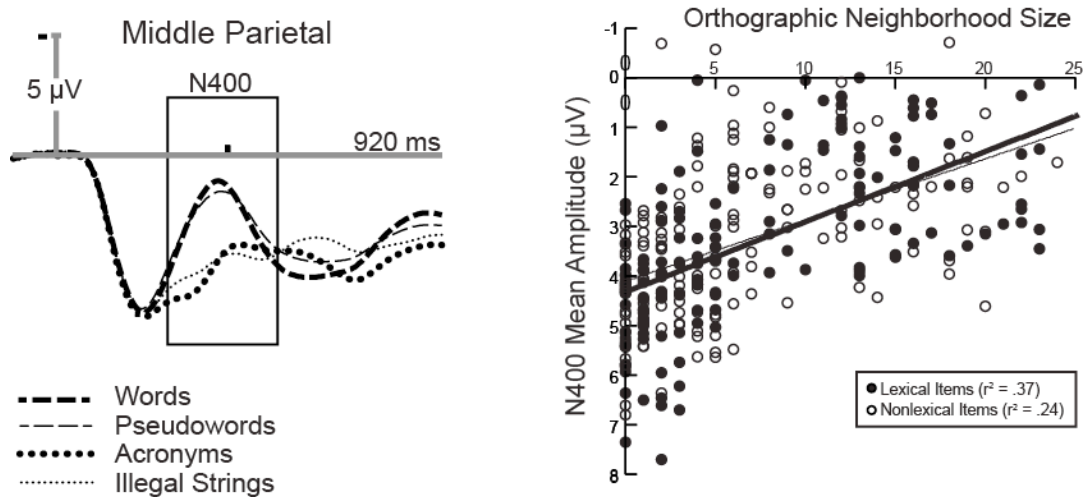 Middle Parietal
5 µV
N400
920 ms
Words
Pseudowords
Acronyms
Illegal Strings
Orthographic Neighborhood Size
-1
0
5
10
15
20
25
1
2
3
4
5
6
7
8
N400 Mean Amplitude (µV)
0
0
Lexical Items (r² = .37)
Nonlexical Items (r² = .24)